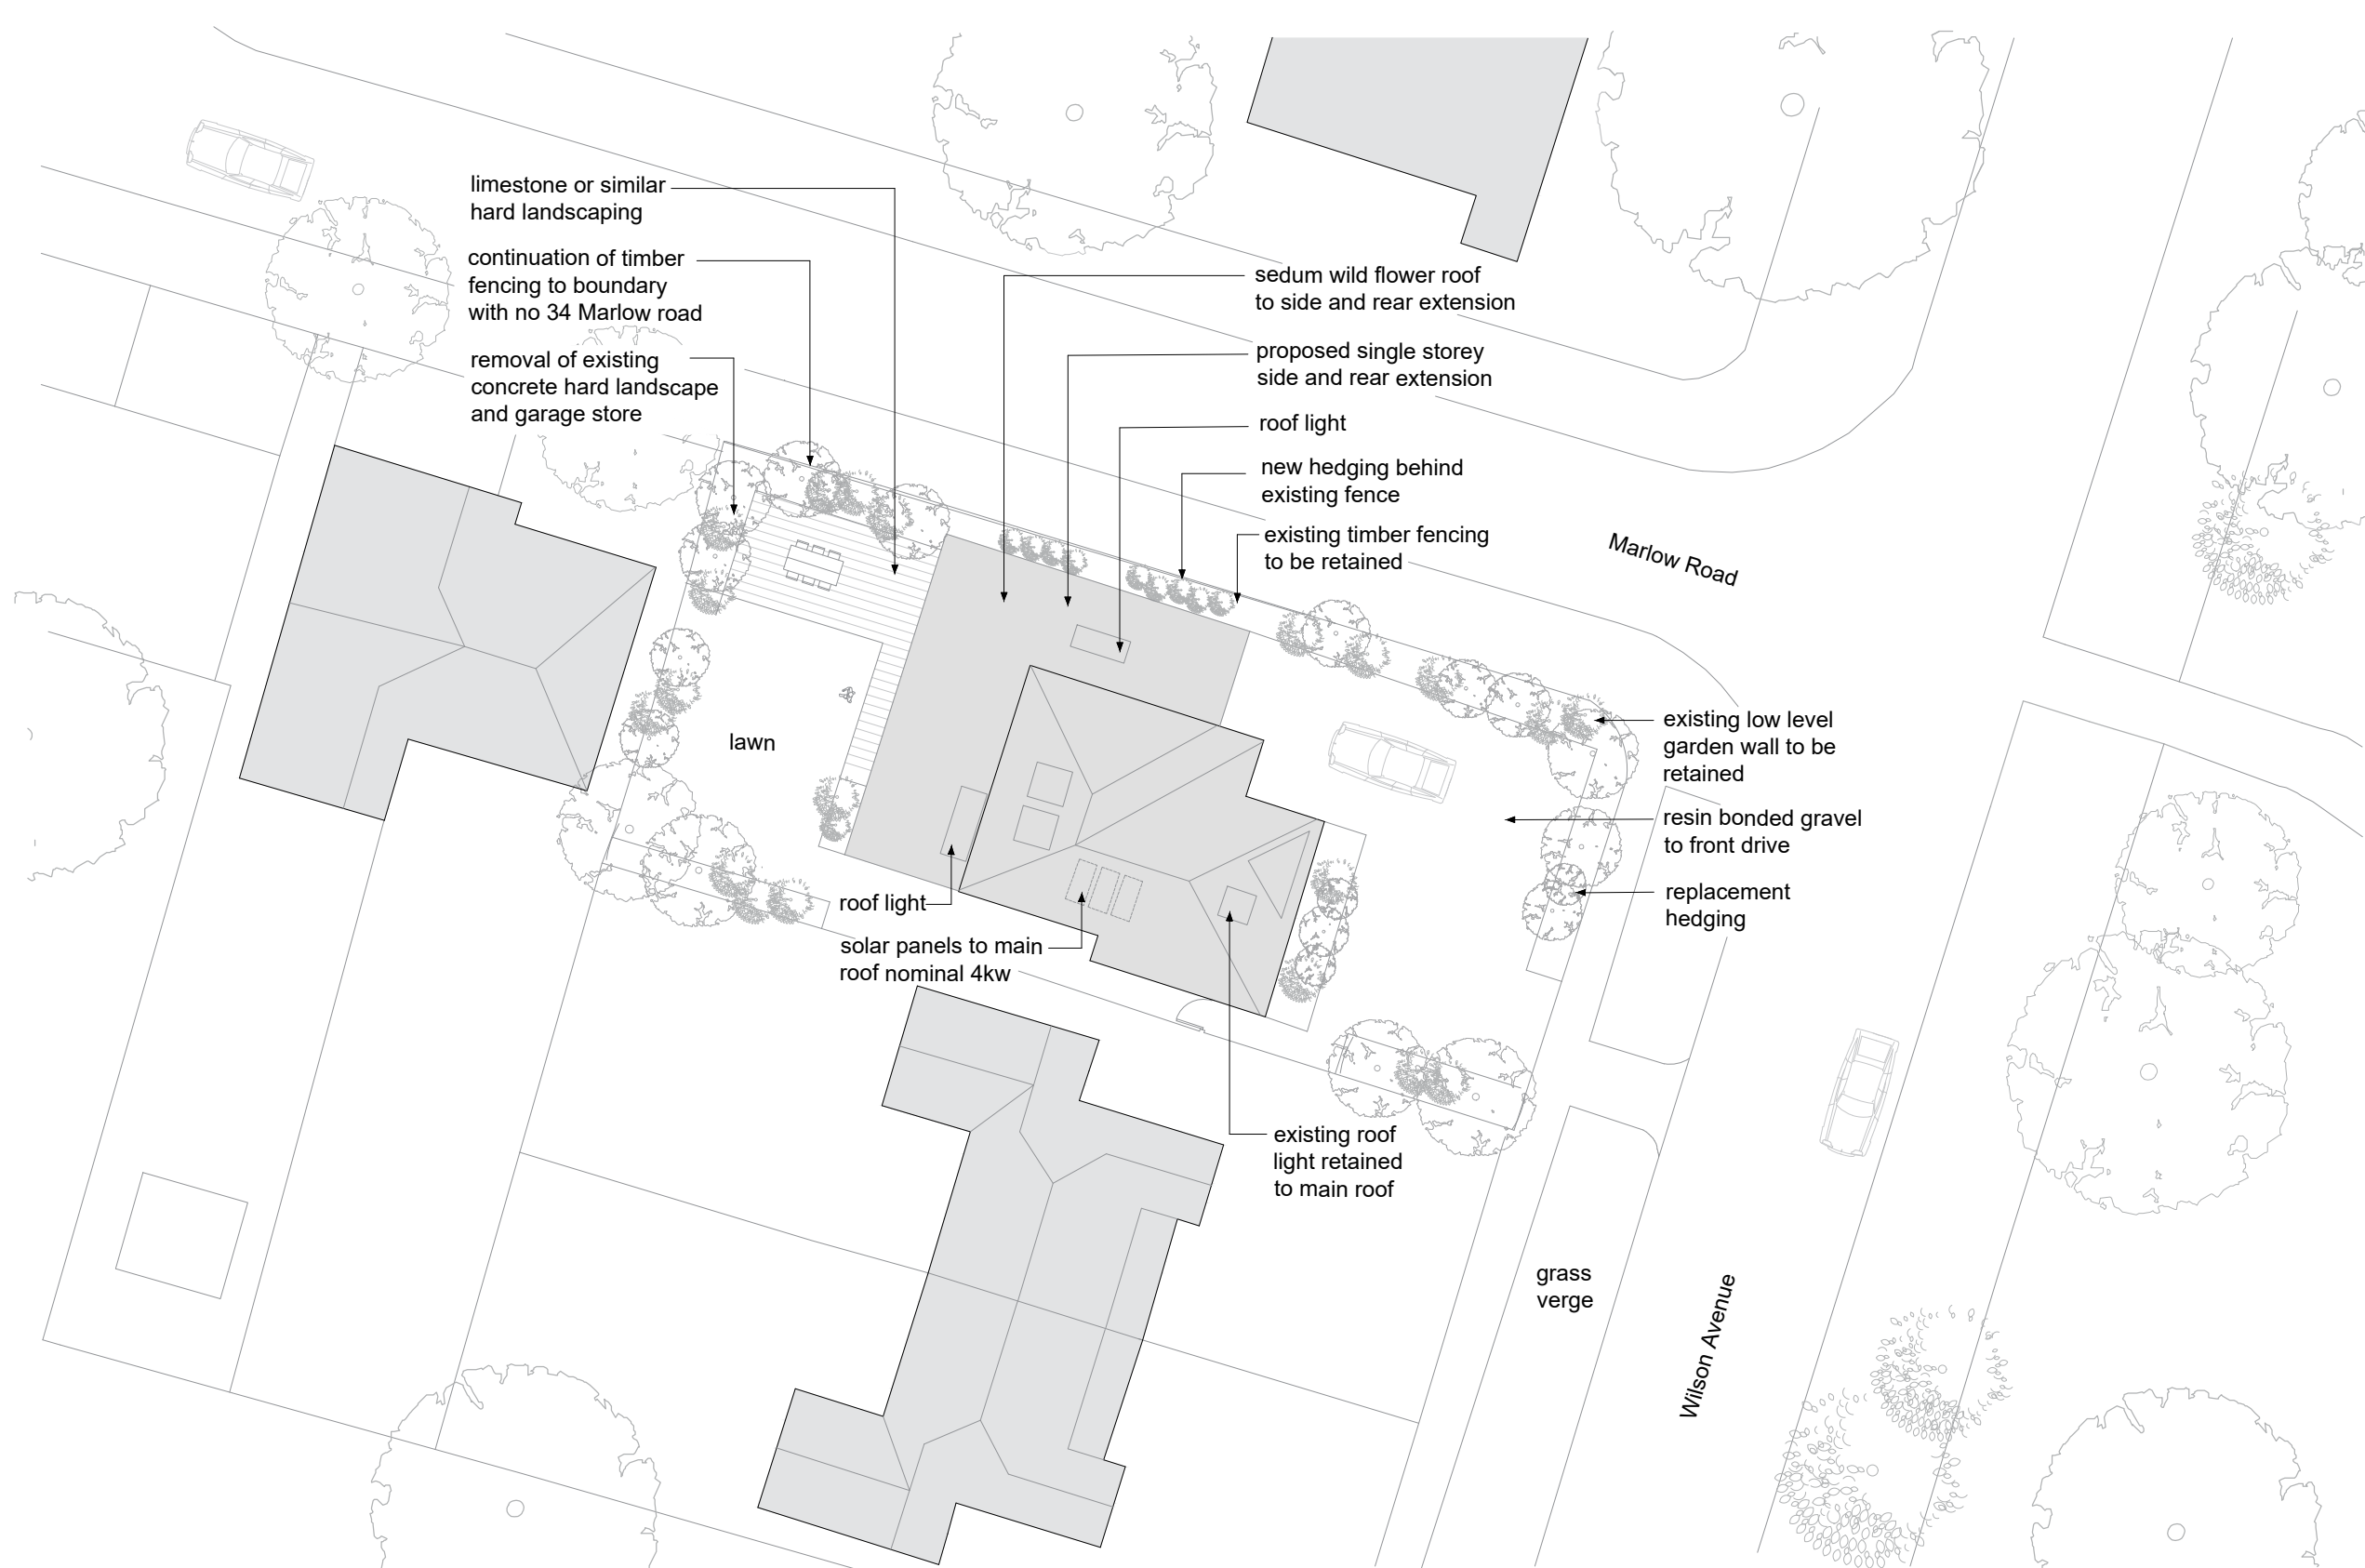 limestone or similar
hard landscaping
continuation of timber
fencing to boundary
with no 34 Marlow road
removal of existing
concrete hard landscape
and garage store
sedum wild flower roof
to side and rear extension
proposed single storey
side and rear extension
roof light
new hedging behind
existing fence
existing timber fencing
to be retained
Marlow Road
existing low level
garden wall to be
retained
resin bonded gravel
to front drive
replacement
hedging
lawn
roof light
solar panels to main
roof nominal 4kw
existing roof
light retained
to main roof
grass
verge
Wilson Avenue